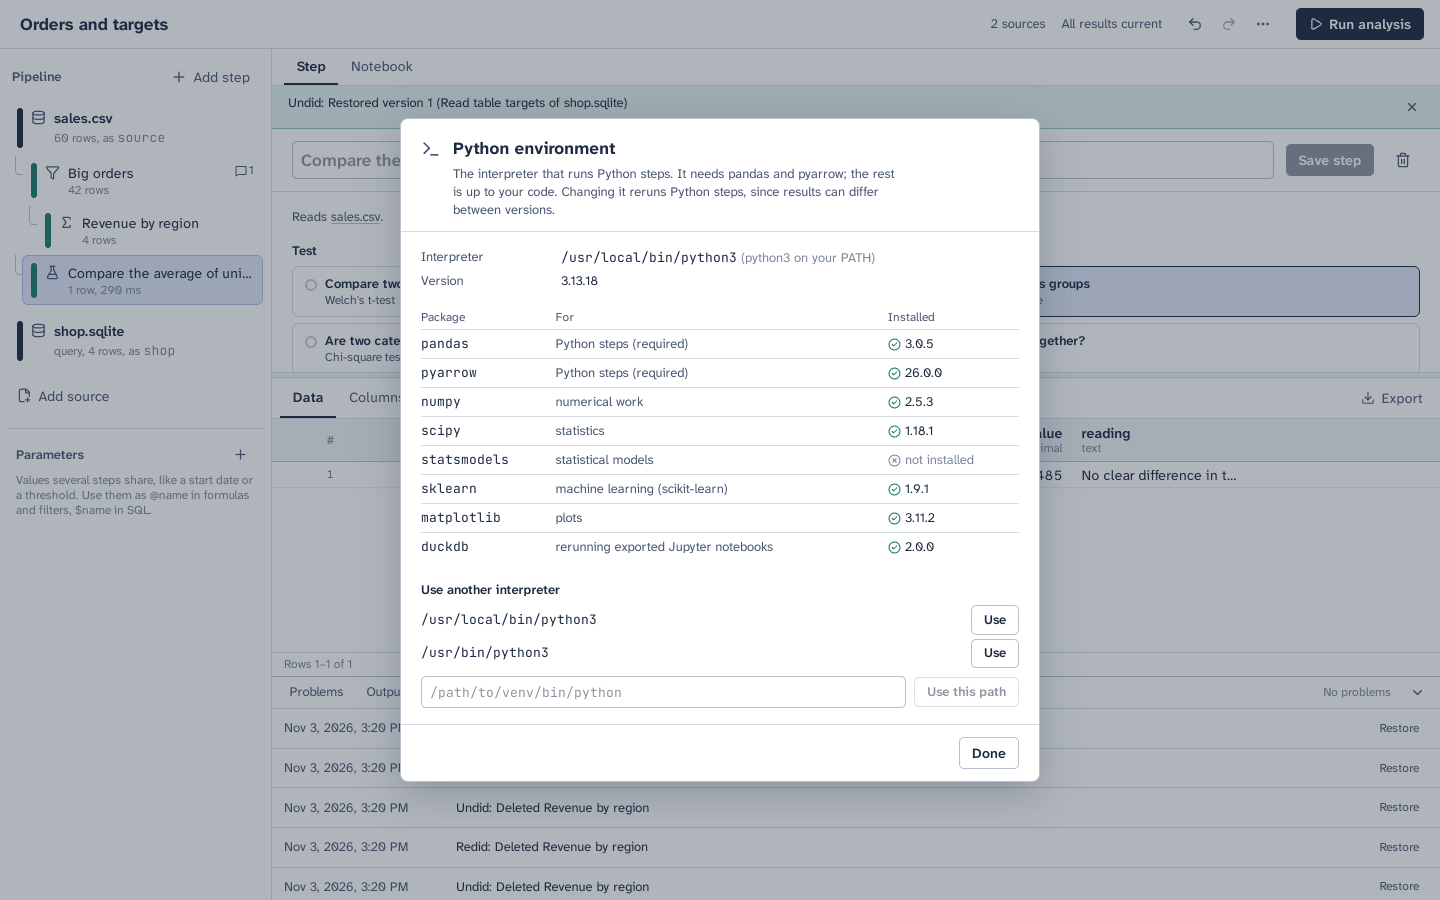 Orders and targets
2 sources
All results current
Run analysis
Pipeline
Add step
sales.csv
60 rows, as source
Big orders
1
42 rows
Revenue by region
4 rows
Compare the average of uni...
1 row, 290 ms
shop.sqlite
query, 4 rows, as shop
Add source
Parameters
Values several steps share, like a start date or
a threshold. Use them as @name in formulas
and filters, $name in SQL.
Step
Notebook
Undid: Restored version 1 (Read table targets of shop.sqlite)
Compare the
Save step
Reads sales.csv.
Test
Compare two
Welch's t-test
s groups
Are two cate
Chi-square tes
gether?
Data
Column
Export
#
alue
imal
reading
text
1
485
No clear difference in t...
Rows 1–1 of 1
Problems
Outpu
No problems
Nov 3, 2026, 3:20 PM
Restore
Nov 3, 2026, 3:20 PM
Restore
Nov 3, 2026, 3:20 PM
Undid: Deleted Revenue by region
Restore
Nov 3, 2026, 3:20 PM
Redid: Deleted Revenue by region
Restore
Nov 3, 2026, 3:20 PM
Undid: Deleted Revenue by region
Restore
Python environment
The interpreter that runs Python steps. It needs pandas and pyarrow; the rest
is up to your code. Changing it reruns Python steps, since results can differ
between versions.
Interpreter
/usr/local/bin/python3 (python3 on your PATH)
Version
3.13.18
Package
For
Installed
pandas
Python steps (required)
3.0.5
pyarrow
Python steps (required)
26.0.0
numpy
numerical work
2.5.3
scipy
statistics
1.18.1
statsmodels
statistical models
not installed
sklearn
machine learning (scikit-learn)
1.9.1
matplotlib
plots
3.11.2
duckdb
rerunning exported Jupyter notebooks
2.0.0
Use another interpreter
/usr/local/bin/python3
Use
/usr/bin/python3
Use
/path/to/venv/bin/python
Use this path
Done